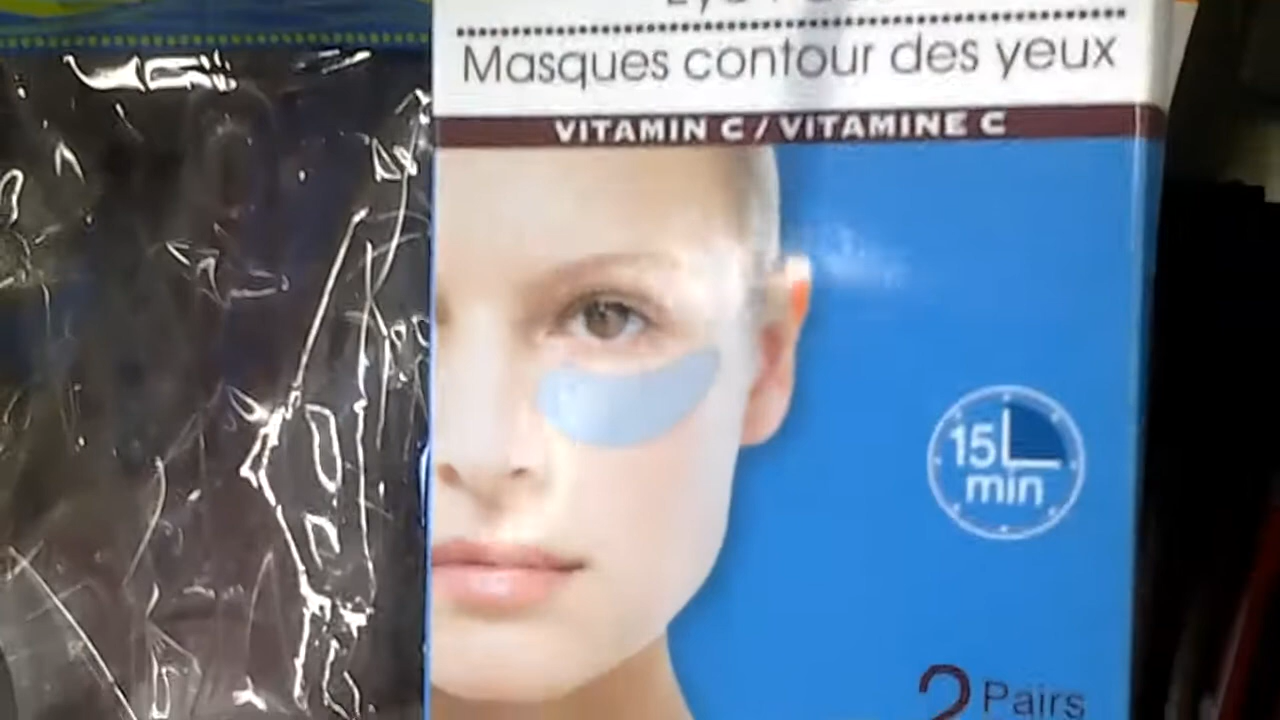 Masques contour des yeux
VITAMIN C / VITAMINE C
15
min
2 Pairs